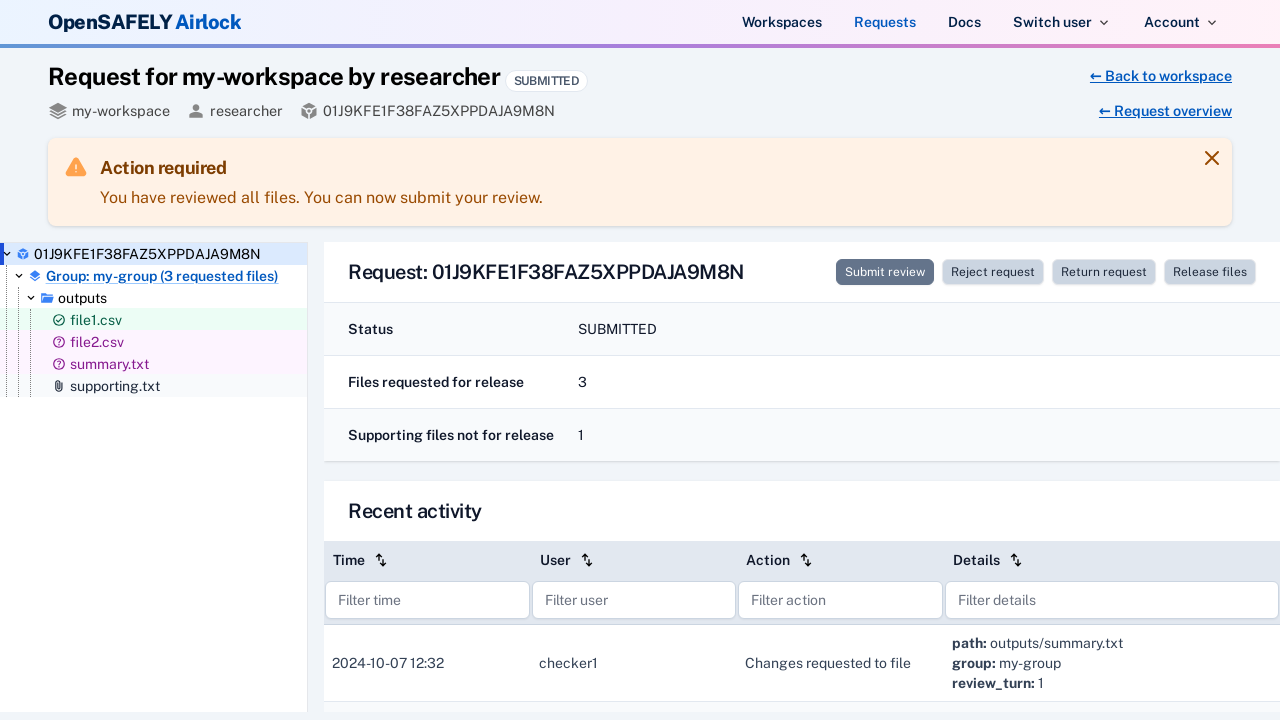 OpenSAFELY Airlock
Workspaces
Requests
Docs
Switch user
Account
Request for my-workspace by researcher
SUBMITTED
← Back to workspace
my-workspace
researcher
01J9KFE1F38FAZ5XPPDAJA9M8N
← Request overview
Action required
You have reviewed all files. You can now submit your review.
01J9KFE1F38FAZ5XPPDAJA9M8N
Group: my-group (3 requested files)
outputs
file1.csv
file2.csv
summary.txt
supporting.txt
Request: 01J9KFE1F38FAZ5XPPDAJA9M8N
Submit review
Reject request
Return request
Release files
Status
SUBMITTED
Files requested for release
3
Supporting files not for release
1
Recent activity
Time
User
Action
Details
Filter time
Filter user
Filter action
Filter details
2024-10-07 12:32
checker1
Changes requested to file
path: outputs/summary.txt
group: my-group
review_turn: 1